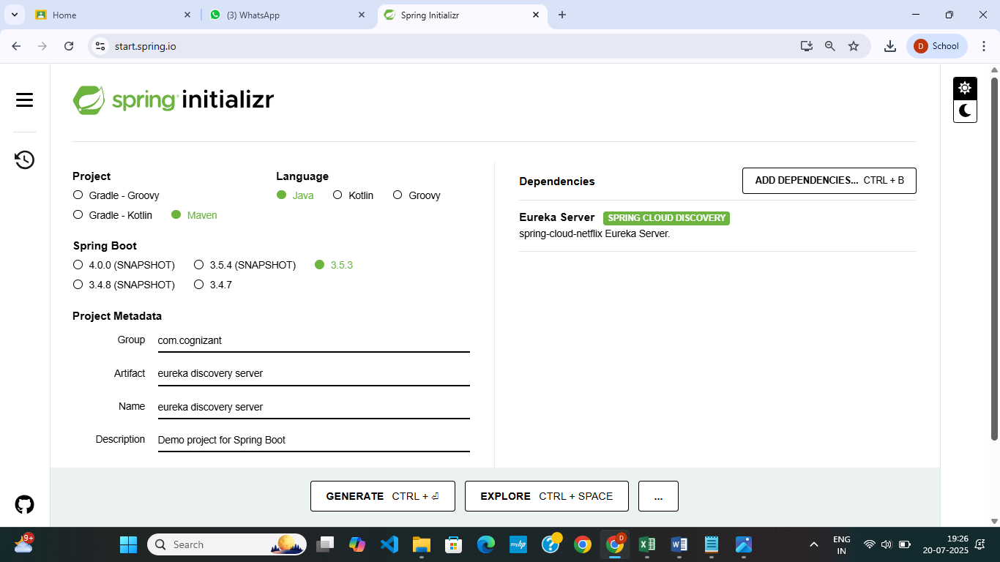 Home
(3) WhatsApp
Spring Initializr
start.spring.io
D School
spring initializr
Project
Gradle - Groovy
Gradle - Kotlin Maven
Language
Java Kotlin Groovy
Spring Boot
4.0.0 (SNAPSHOT) 3.5.4 (SNAPSHOT) 3.5.3
3.4.8 (SNAPSHOT) 3.4.7
Project Metadata
Group com.cognizant
Artifact eureka discovery server
Name eureka discovery server
Description Demo project for Spring Boot
Dependencies
ADD DEPENDENCIES... CTRL + B
Eureka Server SPRING CLOUD DISCOVERY
spring-cloud-netflix Eureka Server.
GENERATE CTRL + ⏎
EXPLORE CTRL + SPACE
...
9+
Search
myhp
D
ENG
IN
19:26
20-07-2025